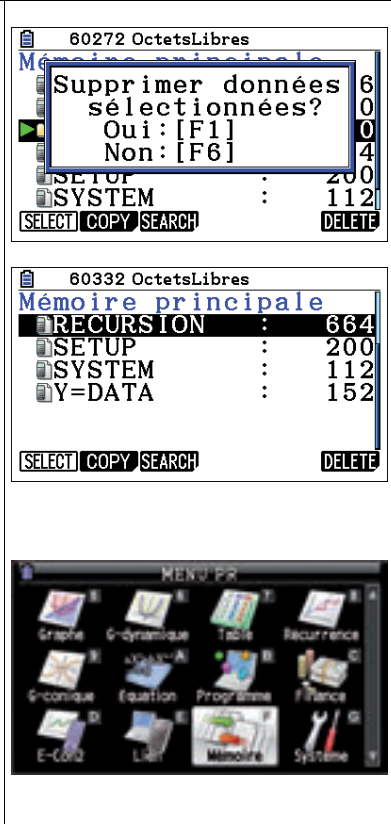 60272 OctetsLibres
Mémoire principale
Supprimer données
sélectionnées?
Oui:[F1]
Non:[F6]
6
0
0
4
SETUP : 200
SYSTEM : 112
SELECT COPY SEARCH DELETE
60332 OctetsLibres
Mémoire principale
RECURSION : 664
SETUP : 200
SYSTEM : 112
Y=DATA : 152
SELECT COPY SEARCH DELETE
MENU PR
Graphe G-dynamique Table Recurrence
G-conique Equation Programme Finance
E-Con2 Lien Mémoire Système